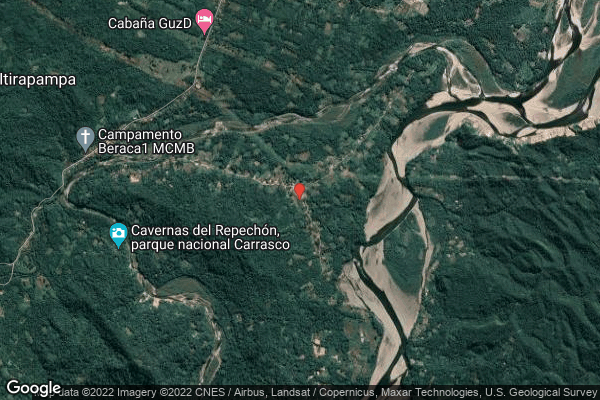 Cabaña GuzD
ltirapampa
Campamento
Beraca1 MCMB
Cavernas del Repechón,
parque nacional Carrasco
Google
data ©2022 Imagery ©2022 CNES / Airbus, Landsat / Copernicus, Maxar Technologies, U.S. Geological Survey